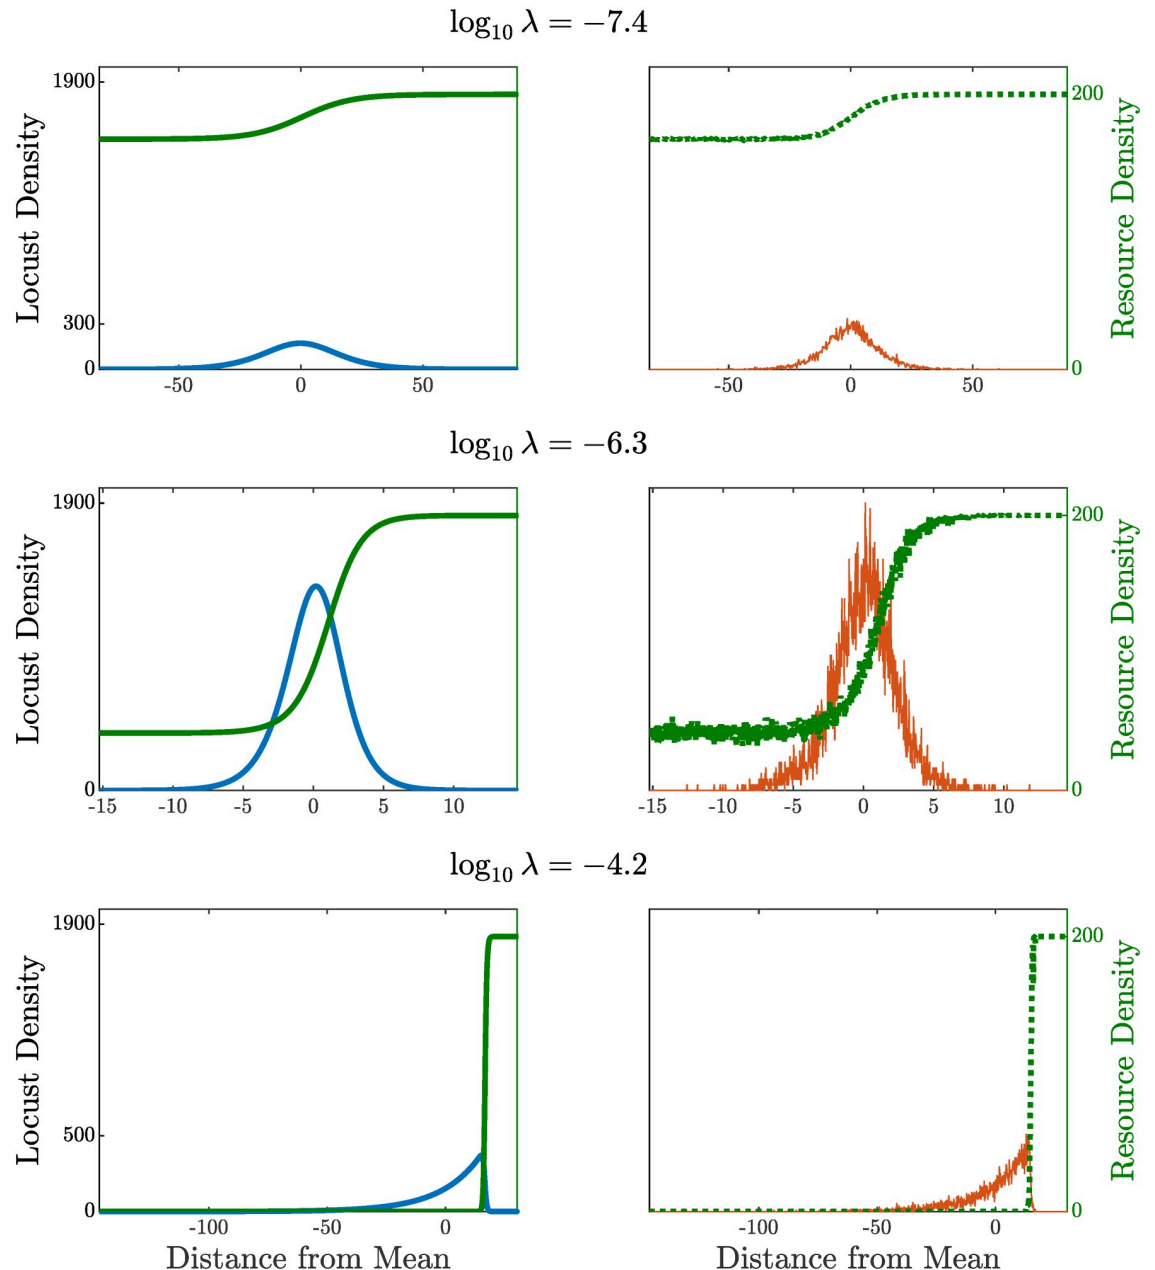 log₁₀ λ = −7.4
1900
300
0
Locust Density
-50 0 50
-50 0 50
200
0
Resource Density
log₁₀ λ = −6.3
1900
0
Locust Density
-15 -10 -5 0 5 10
-15 -10 -5 0 5 10
200
0
Resource Density
log₁₀ λ = −4.2
1900
500
0
Locust Density
-100 -50 0
-100 -50 0
200
0
Resource Density
Distance from Mean
Distance from Mean